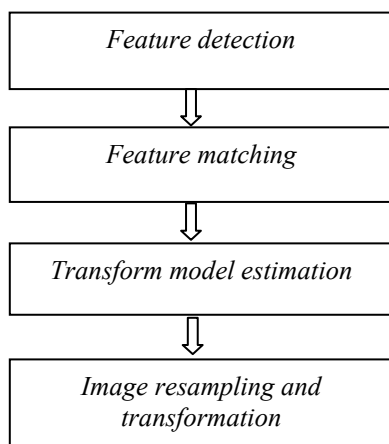 Feature detection
Feature matching
Transform model estimation
Image resampling and
transformation